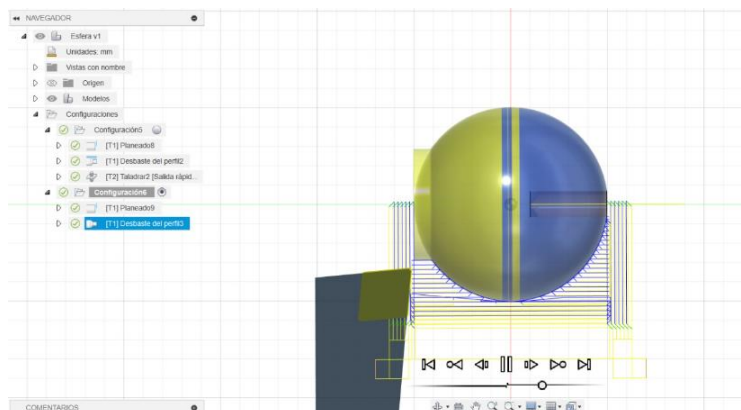 NAVEGADOR
Esfera v1
Unidades: mm
Vistas con nombre
Origen
Modelos
Configuraciones
Configuración5
[T1] Planeado8
[T1] Desbaste del perfil2
[T2] Taladrar2 [Salida rápid...
Configuración6
[T1] Planeado9
[T1] Desbaste del perfil3
COMENTARIOS